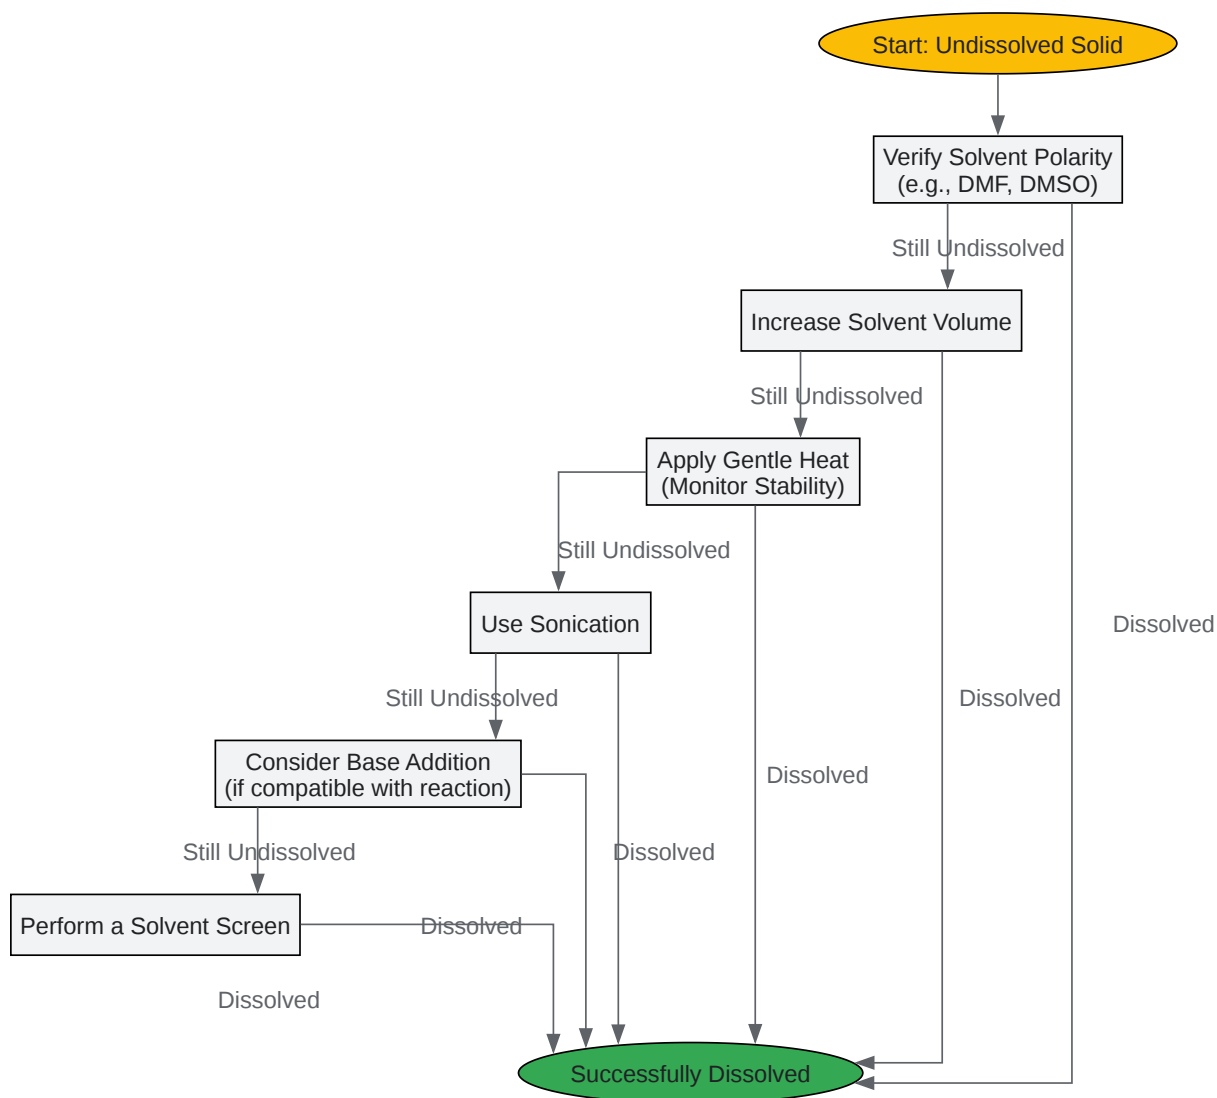 Start: Undissolved Solid
Verify Solvent Polarity
(e.g., DMF, DMSO)
Still Undissolved
Increase Solvent Volume
Still Undissolved
Apply Gentle Heat
(Monitor Stability)
Still Undissolved
Use Sonication
Dissolved
Still Undissolved
Dissolved
Consider Base Addition
(if compatible with reaction)
Dissolved
Still Undissolved
Dissolved
Perform a Solvent Screen
Dissolved
Dissolved
Successfully Dissolved